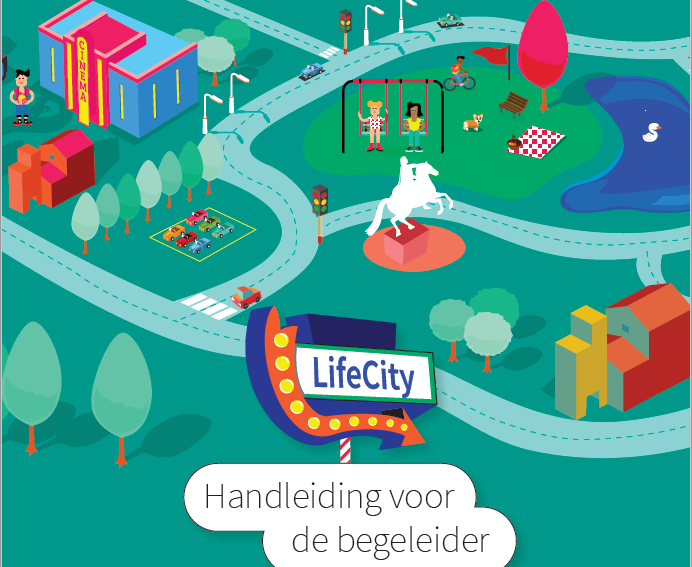 CINEMA
LifeCity
Handleiding voor
de begeleider